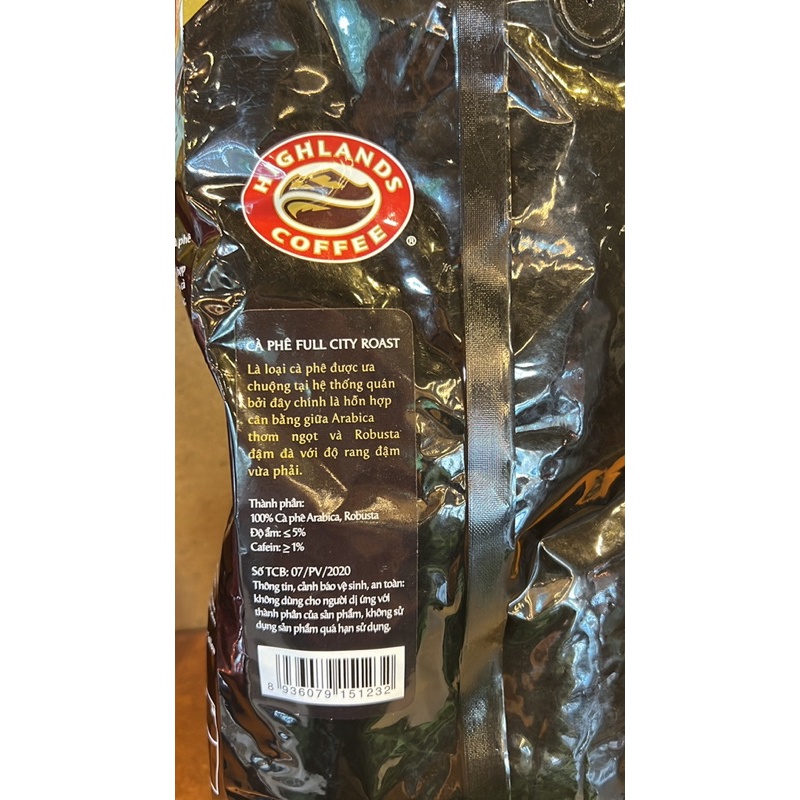 HIGHLANDS
COFFEE
®
phê
CÀ PHÊ FULL CITY ROAST
Là loại cà phê được ưa
chuộng tại hệ thống quán
bởi đây chính là hỗn hợp
cân bằng giữa Arabica
thơm ngọt và Robusta
đậm đà với độ rang đậm
vừa phải.
Thành phần:
100% Cà phê Arabica, Robusta
Độ ẩm: ≤ 5%
Cafein: ≥ 1%
Số TCB: 07/PV/2020
Thông tin, cảnh báo vệ sinh, an toàn:
không dùng cho người dị ứng với
thành phần của sản phẩm, không sử
dụng sản phẩm quá hạn sử dụng.
8 936079 151232